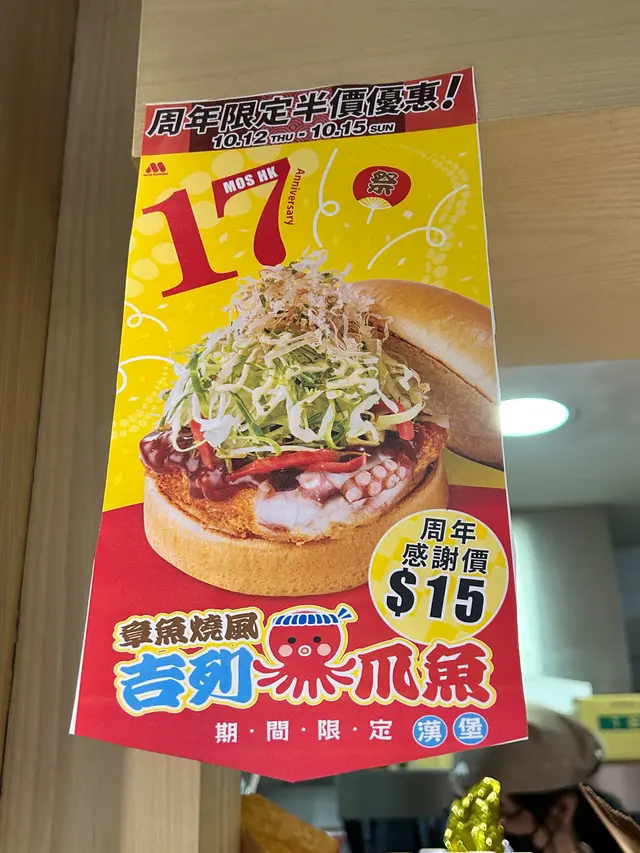 周年限定半價優惠!
10.12 THU - 10.15 SUN
MOS HK
17
Anniversary
祭
周年
感謝價
$15
章魚燒風
吉列 爪魚
期·間·限·定 漢堡